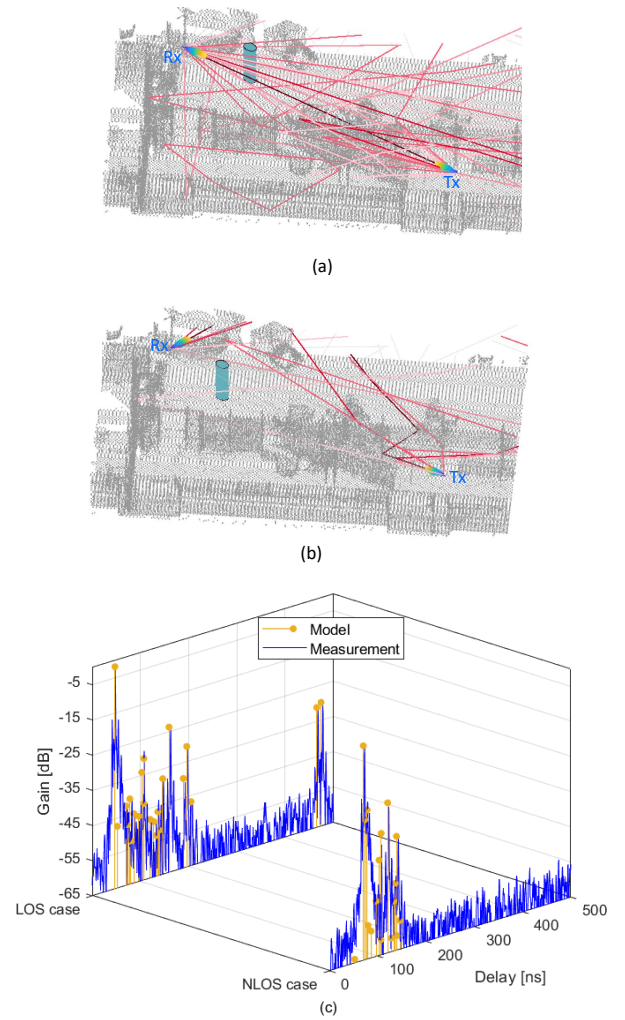 Rx
Tx
(a)
Rx
Tx
(b)
Model
Measurement
-5
-15
-25
-35
-45
-55
-65
Gain [dB]
LOS case
NLOS case
0
100
200
300
400
500
Delay [ns]
(c)